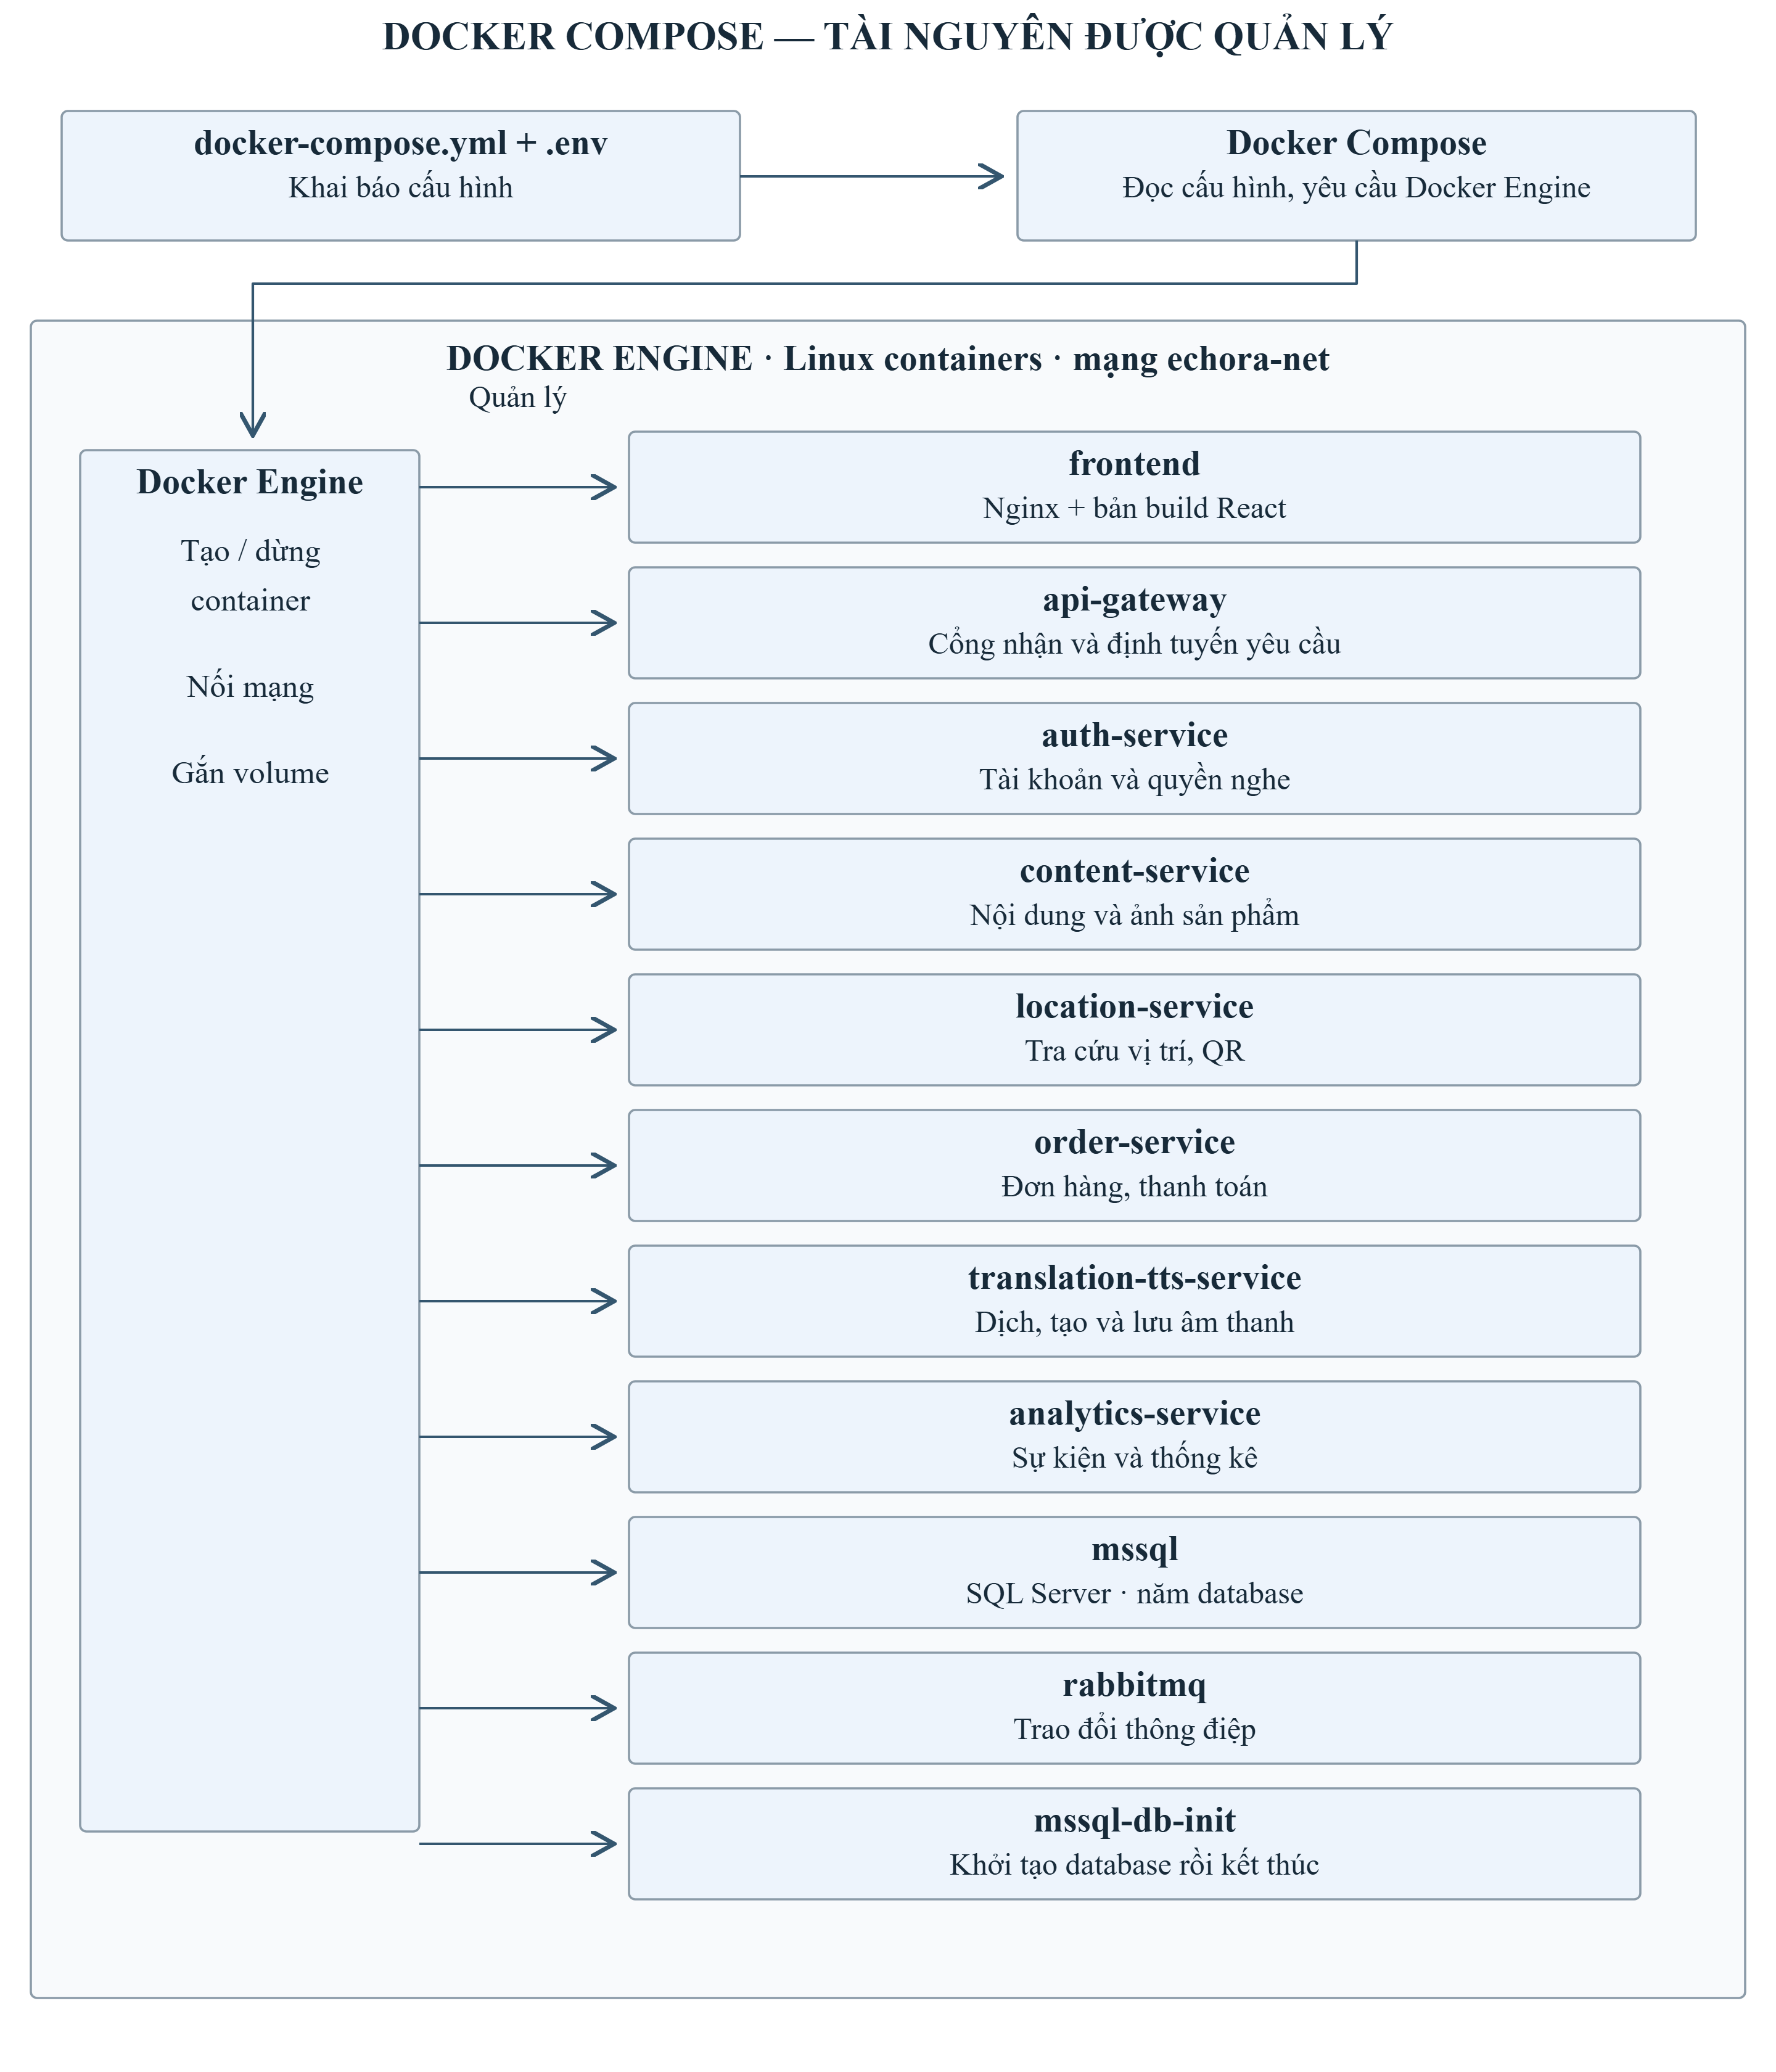 DOCKER COMPOSE — TÀI NGUYÊN ĐƯỢC QUẢN LÝ
docker-compose.yml + .env
Khai báo cấu hình
Docker Compose
Đọc cấu hình, yêu cầu Docker Engine
DOCKER ENGINE · Linux containers · mạng echora-net
Quản lý
Docker Engine
Tạo / dừng
container
Nối mạng
Gắn volume
frontend
Nginx + bản build React
api-gateway
Cổng nhận và định tuyến yêu cầu
auth-service
Tài khoản và quyền nghe
content-service
Nội dung và ảnh sản phẩm
location-service
Tra cứu vị trí, QR
order-service
Đơn hàng, thanh toán
translation-tts-service
Dịch, tạo và lưu âm thanh
analytics-service
Sự kiện và thống kê
mssql
SQL Server · năm database
rabbitmq
Trao đổi thông điệp
mssql-db-init
Khởi tạo database rồi kết thúc